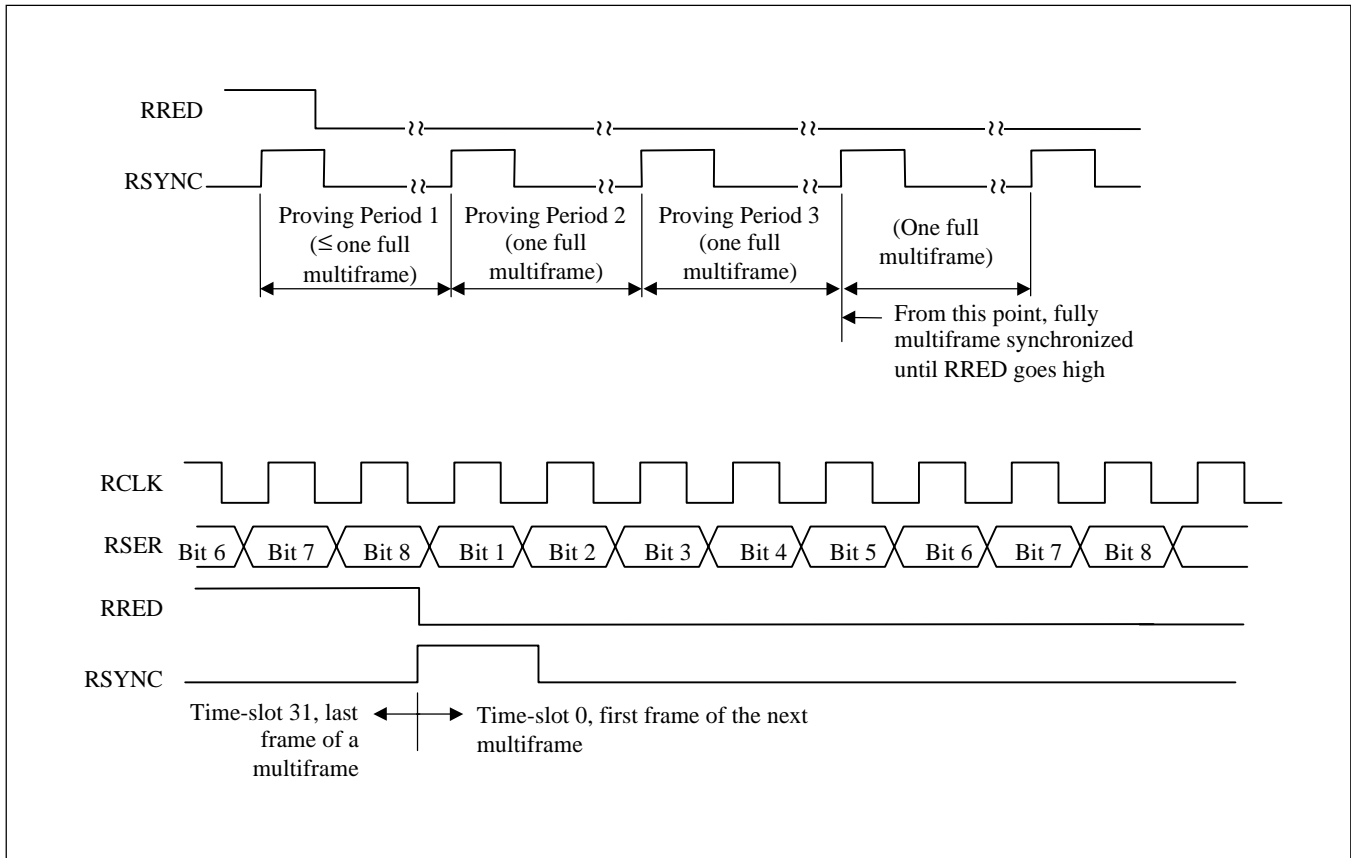 RRED
RSYNC
Proving Period 1
(≤ one full
multiframe)
Proving Period 2
(one full
multiframe)
Proving Period 3
(one full
multiframe)
(One full
multiframe)
From this point, fully
multiframe synchronized
until RRED goes high
RCLK
RSER
Bit 6 Bit 7 Bit 8 Bit 1 Bit 2 Bit 3 Bit 4 Bit 5 Bit 6 Bit 7 Bit 8
RRED
RSYNC
Time-slot 31, last
frame of a
multiframe
Time-slot 0, first frame of the next
multiframe